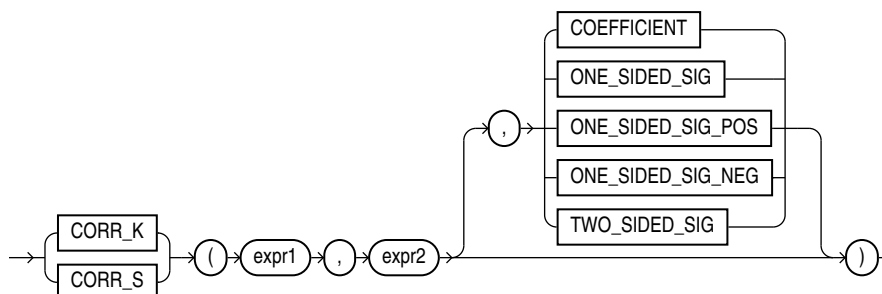 COEFFICIENT
ONE_SIDED_SIG
, ONE_SIDED_SIG_POS
ONE_SIDED_SIG_NEG
TWO_SIDED_SIG
CORR_K
( expr1 , expr2 )
CORR_S